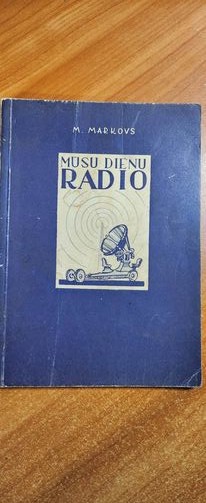 M. MARKOVS
MŪSU DIENU
RADIO